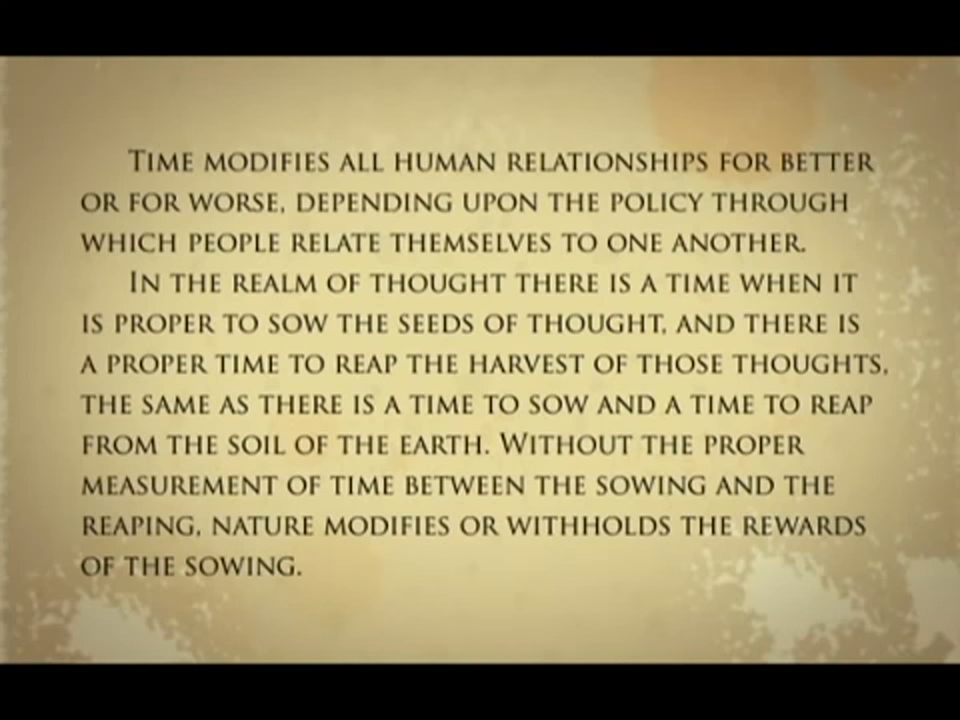 Time modifies all human relationships for better
or for worse, depending upon the policy through
which people relate themselves to one another.
In the realm of thought there is a time when it
is proper to sow the seeds of thought, and there is
a proper time to reap the harvest of those thoughts,
the same as there is a time to sow and a time to reap
from the soil of the earth. Without the proper
measurement of time between the sowing and the
reaping, nature modifies or withholds the rewards
of the sowing.